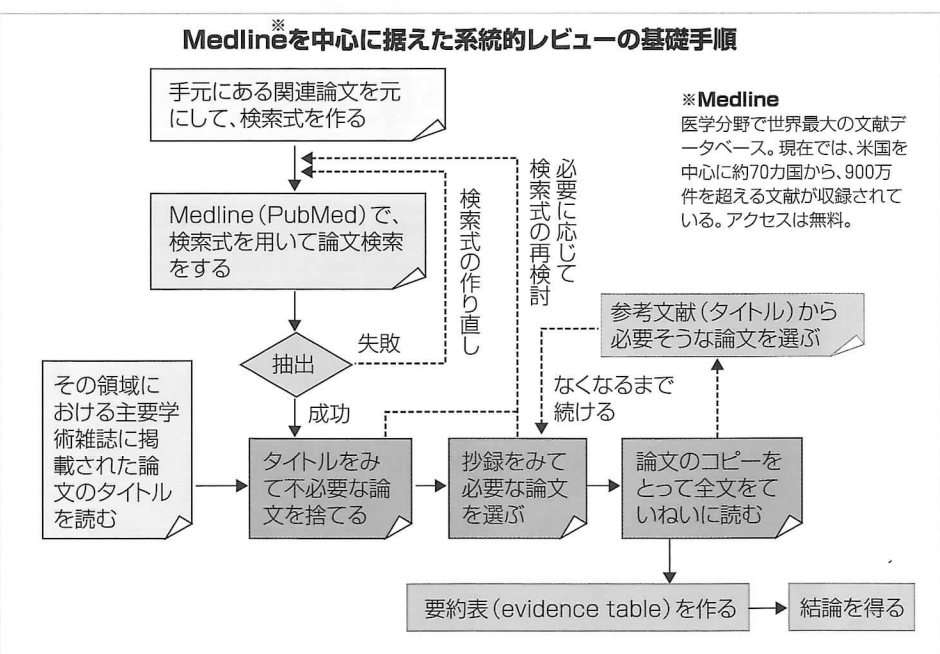 ※
Medlineを中心に据えた系統的レビューの基礎手順
手元にある関連論文を元
にして、検索式を作る
※Medline
医学分野で世界最大の文献デ
ータベース。現在では、米国を
中心に約70カ国から、900万
件を超える文献が収録されて
いる。アクセスは無料。
Medline（PubMed）で、
検索式を用いて論文検索
をする
検索式の作り直し
必要に応じて
検索式の再検討
抽出
失敗
成功
参考文献（タイトル）から
必要そうな論文を選ぶ
なくなるまで
続ける
その領域に
おける主要学
術雑誌に掲
載された論
文のタイトル
を読む
タイトルをみ
て不必要な論
文を捨てる
抄録をみて
必要な論文
を選ぶ
論文のコピーを
とって全文をて
いねいに読む
要約表（evidence table）を作る
結論を得る